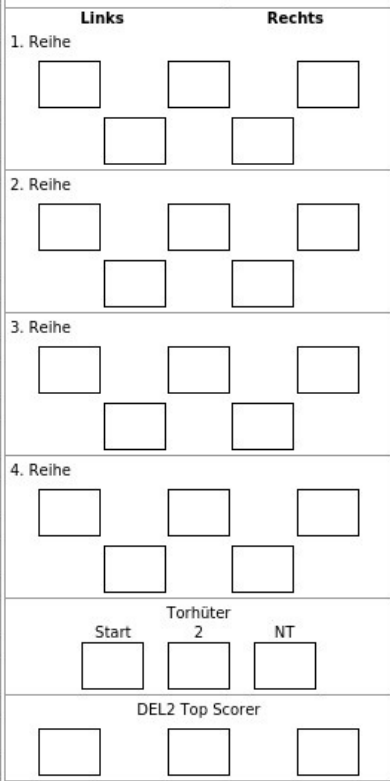 Links Rechts
1. Reihe
2. Reihe
3. Reihe
4. Reihe
Torhüter
Start 2 NT
DEL2 Top Scorer